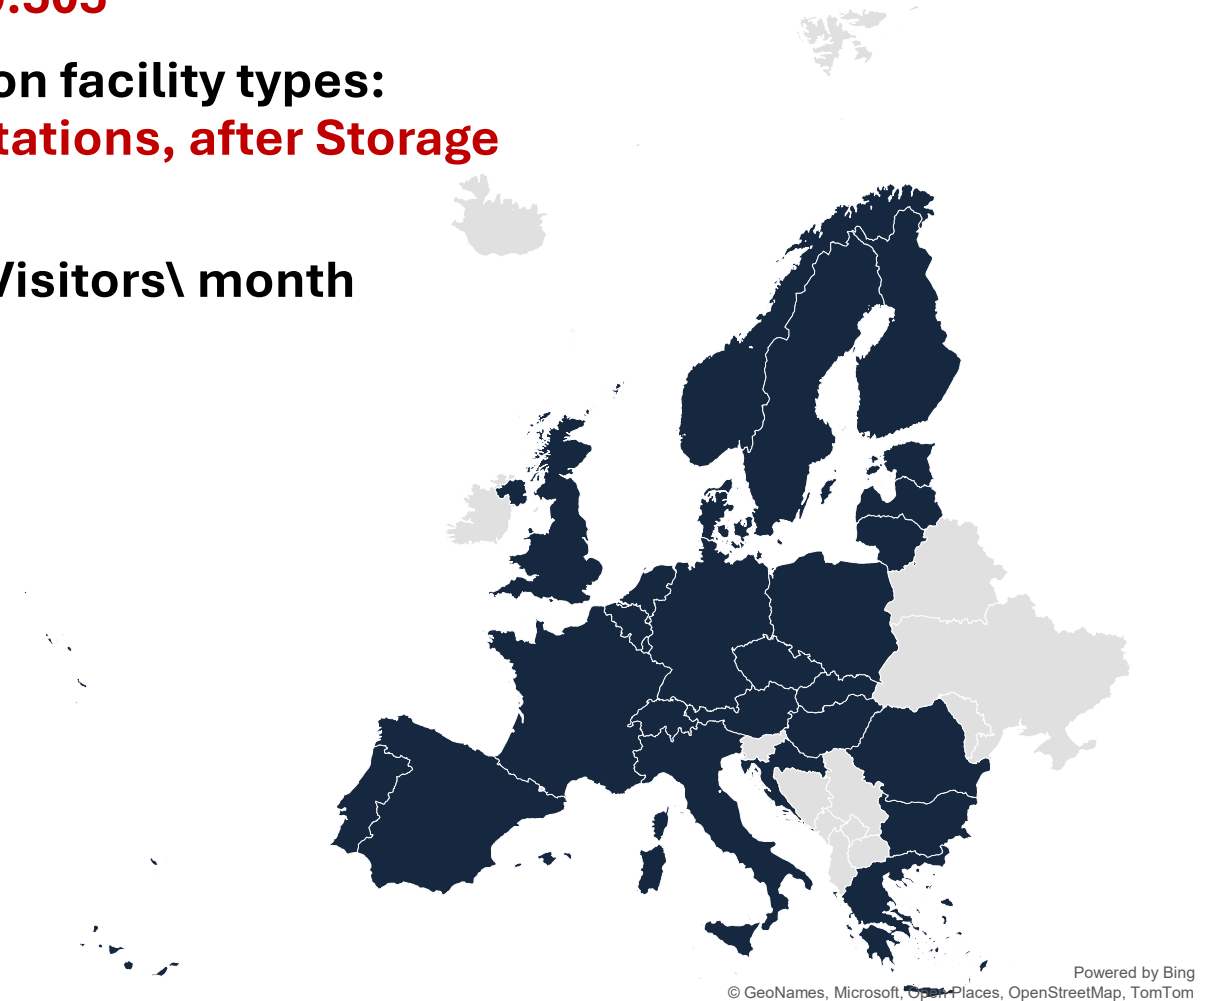 on facility types:
tations, after Storage
Visitors\ month
Powered by Bing
© GeoNames, Microsoft, Open Places, OpenStreetMap, TomTom